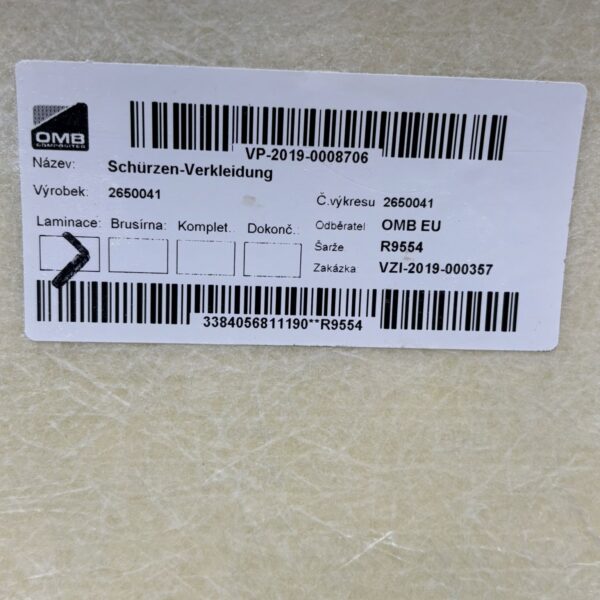 OMB
COMPOSITES
VP-2019-0008706
Název: Schürzen-Verkleidung
Výrobek: 2650041
Č.výkresu 2650041
Laminace: Brusírna: Komplet.. Dokonč.:
Odběratel OMB EU
Šarže R9554
Zakázka VZI-2019-000357
3384056811190**R9554